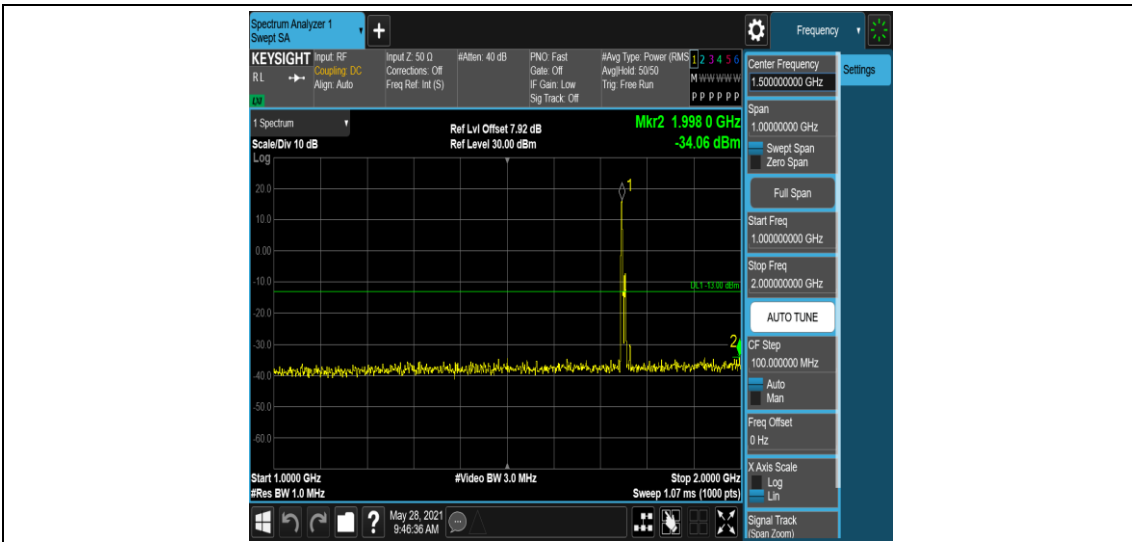 Spectrum Analyzer 1
Swept SA
+
Frequency
KEYSIGHT
RL
Input: RF
Coupling: DC
Align: Auto
Input Z: 50 Ω
Corrections: Off
Freq Ref: Int (S)
#Atten: 40 dB
PNO: Fast
Gate: Off
IF Gain: Low
Sig Track: Off
#Avg Type: Power (RMS
Avg|Hold: 50/50
Trig: Free Run
1 2 3 4 5 6
M W W W W W
P P P P P P
1 Spectrum
Scale/Div 10 dB
Ref Lvl Offset 7.92 dB
Ref Level 30.00 dBm
Mkr2 1.998 0 GHz
-34.06 dBm
Log
20.0
10.0
0.00
-10.0
-20.0
-30.0
-40.0
-50.0
-60.0
1
DL1 -13.00 dBm
2
Start 1.0000 GHz
#Res BW 1.0 MHz
#Video BW 3.0 MHz
Stop 2.0000 GHz
Sweep 1.07 ms (1000 pts)
?
May 28, 2021
9:46:36 AM
Center Frequency
1.500000000 GHz
Settings
Span
1.00000000 GHz
Swept Span
Zero Span
Full Span
Start Freq
1.000000000 GHz
Stop Freq
2.000000000 GHz
AUTO TUNE
CF Step
100.000000 MHz
Auto
Man
Freq Offset
0 Hz
X Axis Scale
Log
Lin
Signal Track
(Span Zoom)